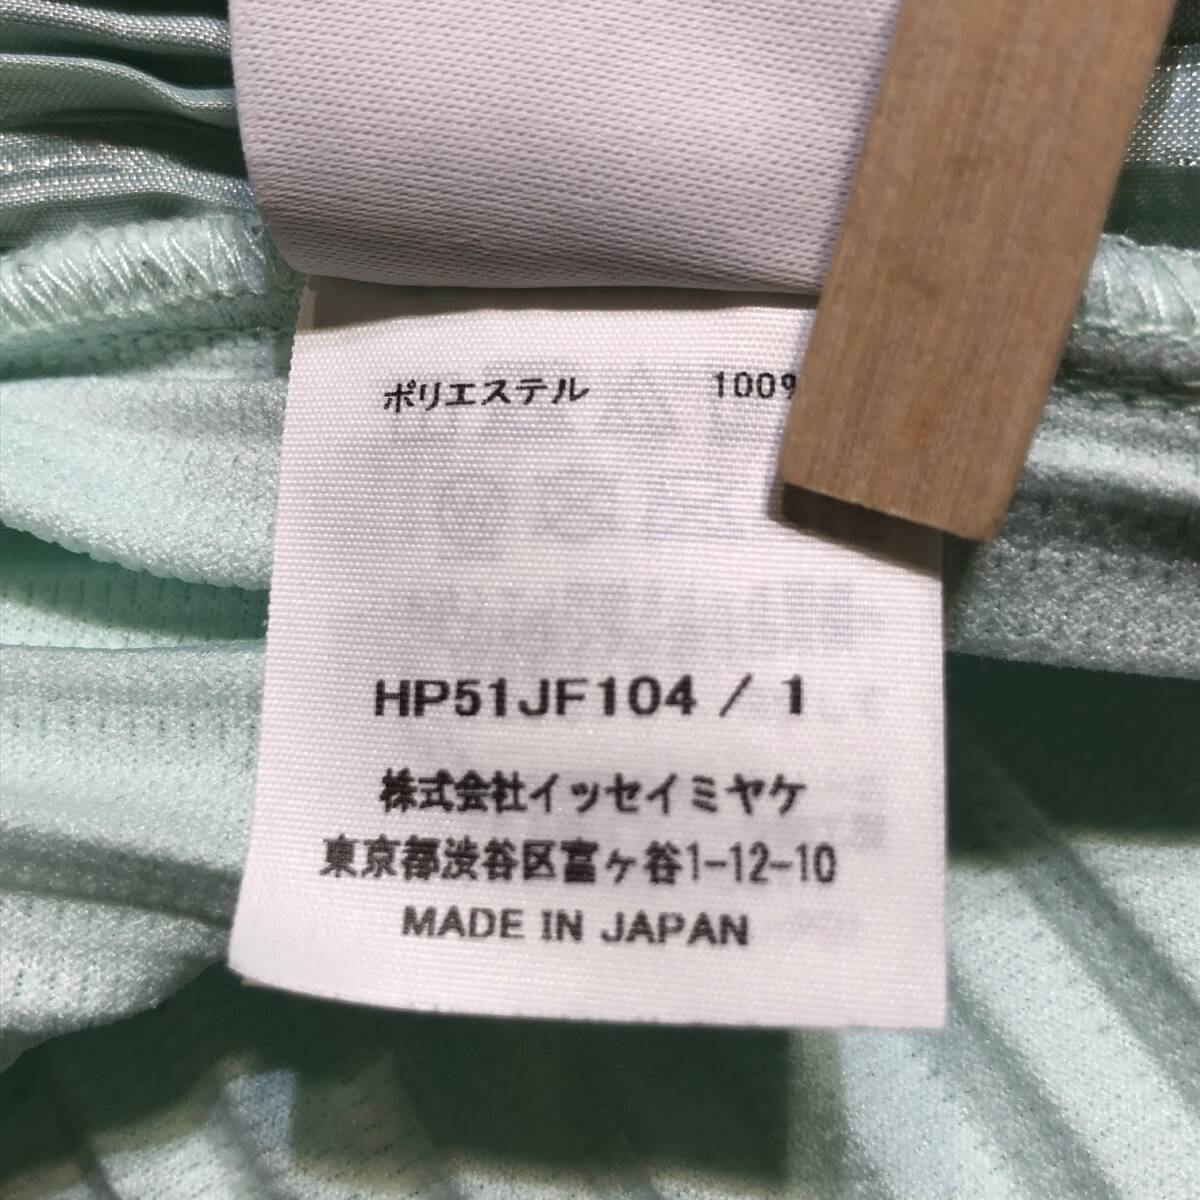 ポリエステル 100%
HP51JF104 / 1
株式会社イッセイミヤケ
東京都渋谷区富ヶ谷1-12-10
MADE IN JAPAN